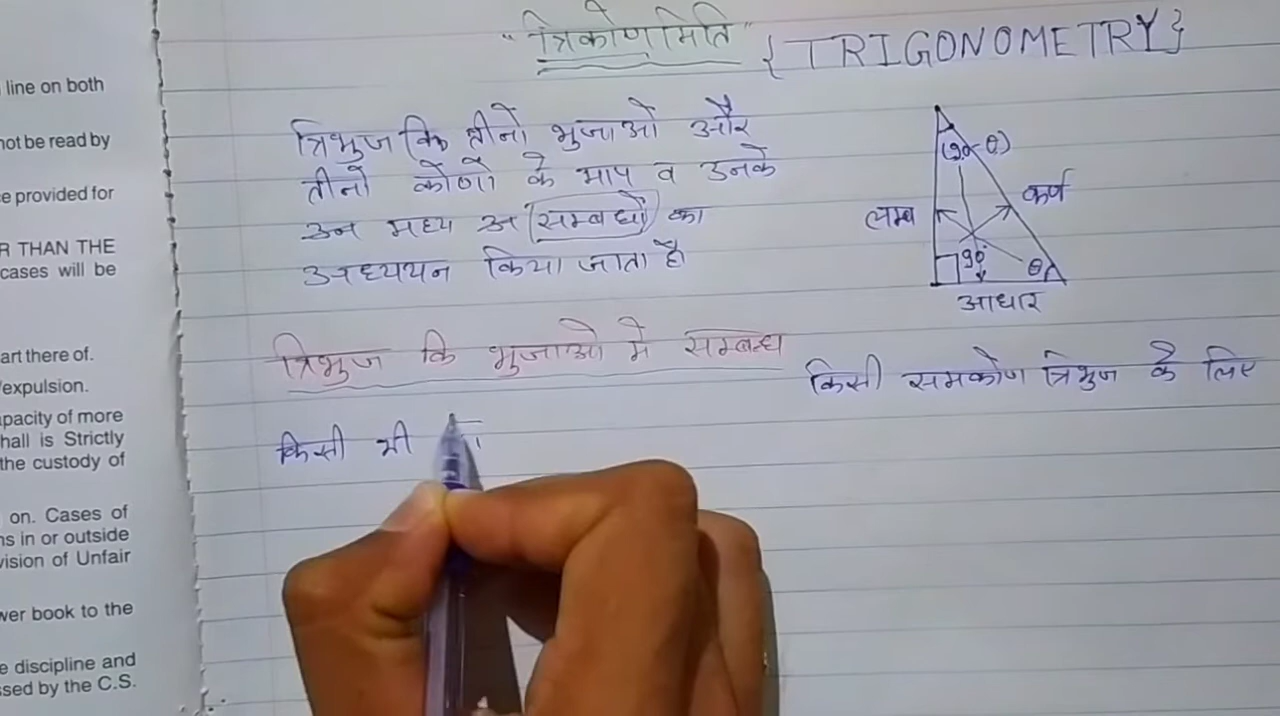 line on both
not be read by
e provided for
R THAN THE
cases will be
art there of.
/expulsion.
apacity of more
hall is Strictly
the custody of
on. Cases of
ns in or outside
vision of Unfair
wer book to the
e discipline and
ssed by the C.S.
"त्रिकोणमिति" {TRIGONOMETRY}
त्रिभुज कि तीनो भुजाओ और
तीनो कोणो के माप व उनके
उन मध्य अ सम्बधो का
अध्ययन किया जाता है
(90-θ)
लम्ब
कर्ण
90°
θ
आधार
त्रिभुज कि भुजाओ मे सम्बन्ध
किसी समकोण त्रिभुज के लिए
किसी भी